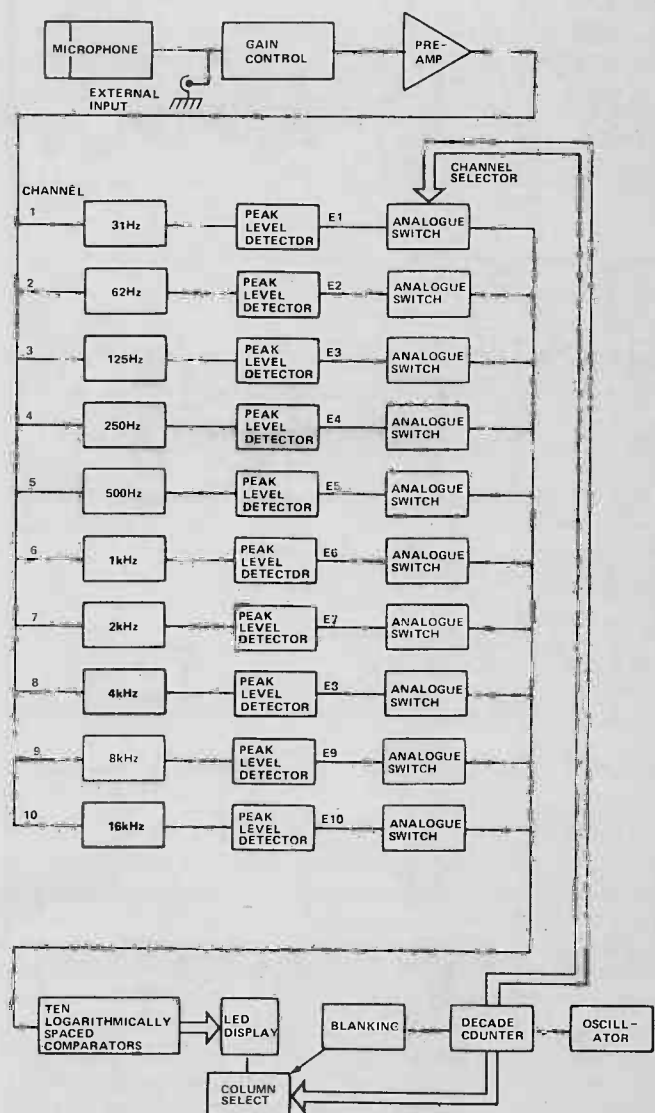 MICROPHONE
GAIN
CONTROL
PRE-
AMP
EXTERNAL
INPUT
CHANNEL
SELECTOR
CHANNEL
1
31Hz
PEAK
LEVEL
DETECTDR
E1
ANALOGUE
SWITCH
2
62Hz
PEAK
LEVEL
DETECTOR
E2
ANALOGUE
SWITCH
3
125Hz
PEAK
LEVEL
DETECTOR
E3
ANALOGUE
SWITCH
4
250Hz
PEAK
LEVEL
DETECTOR
E4
ANALOGUE
SWITCH
5
500Hz
PEAK
LEVEL
DETECTOR
E5
ANALOGUE
SWITCH
6
1kHz
PEAK
LEVEL
DETECTDR
E6
ANALOGUE
SWITCH
7
2kHz
PEAK
LEVEL
DETECTOR
E7
ANALOGUE
SWITCH
8
4kHz
PEAK
LEVEL
DETECTOR
E3
ANALOGUE
SWITCH
9
8kHz
PEAK
LEVEL
DETECTOR
E9
ANALOGUE
SWITCH
10
16kHz
PEAK
LEVEL
DETECTOR
E10
ANALOGUE
SWITCH
TEN
LOGARITHMICALLY
SPACED
COMPARATORS
LED
DISPLAY
BLANKING
DECADE
CDUNTER
OSCILL-
ATOR
COLUMN
SELECT